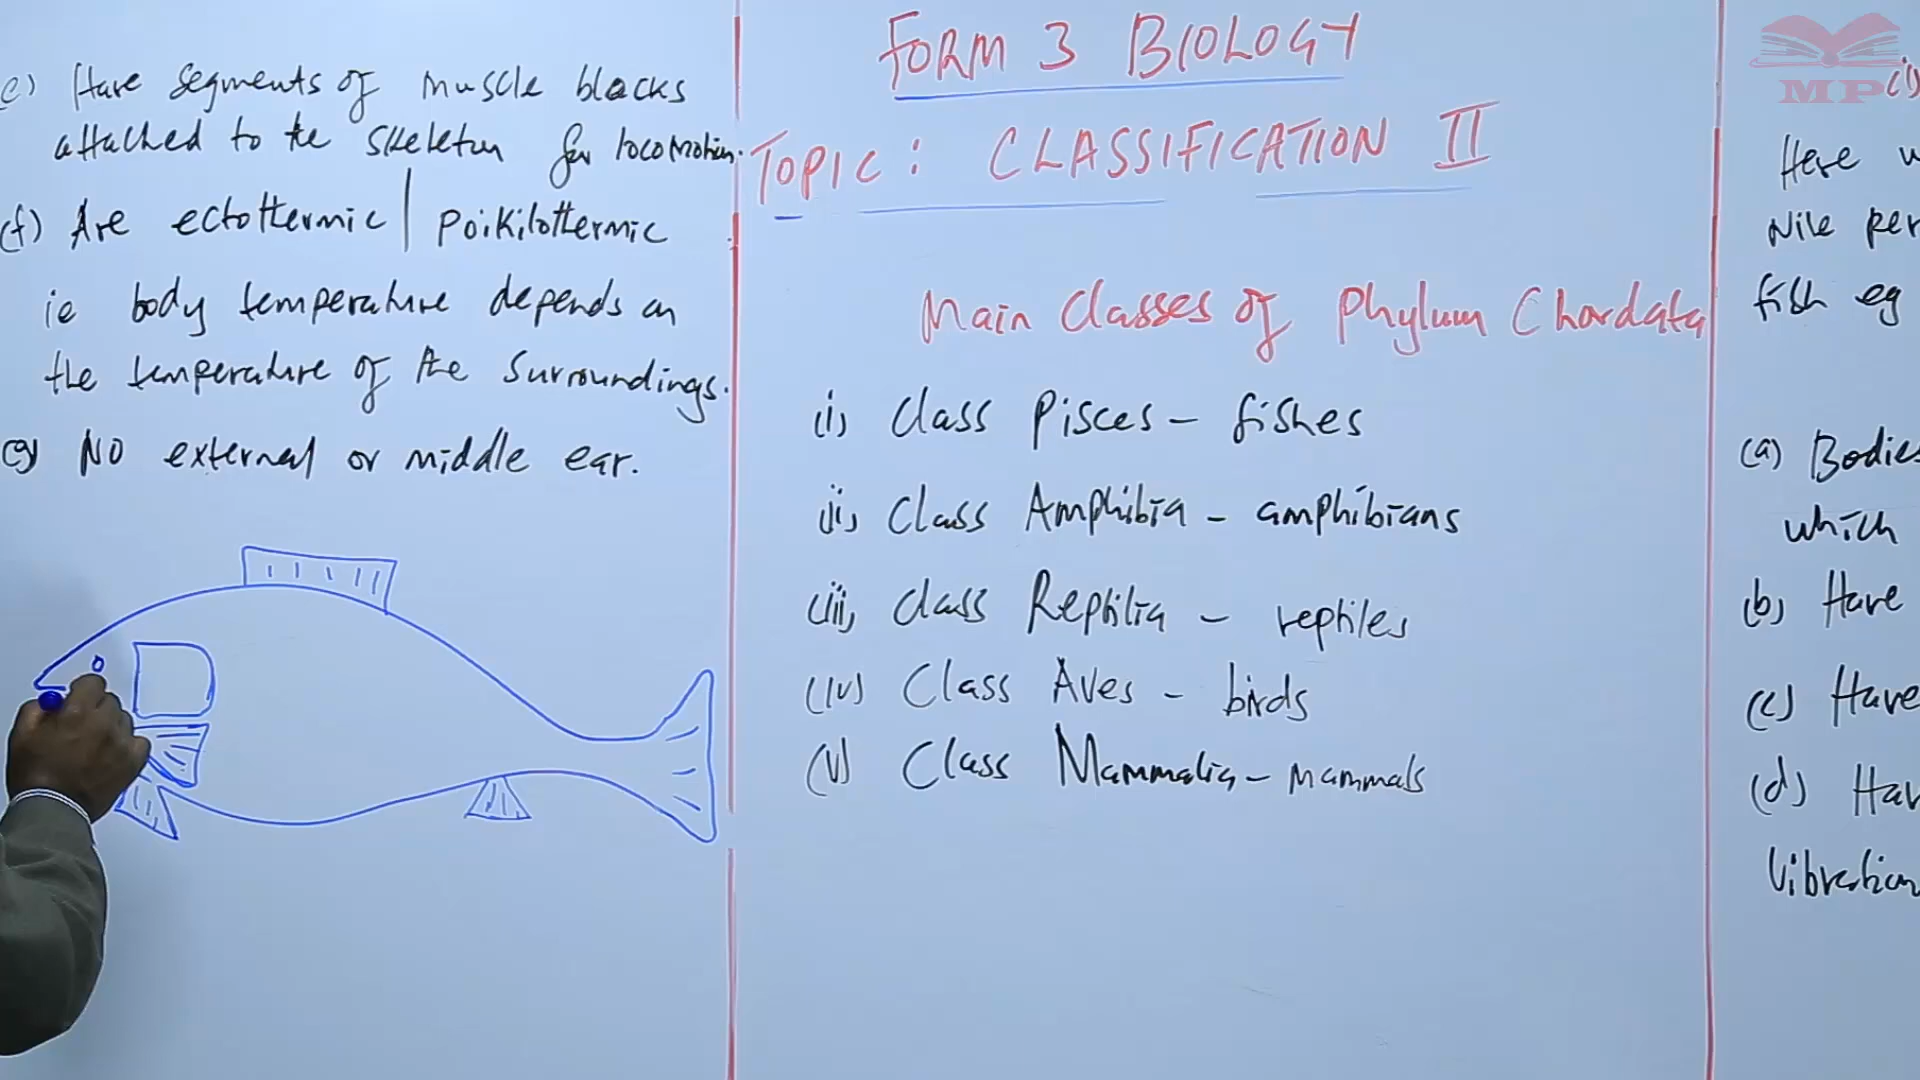 e) Have segments of muscle blocks
attached to the skeleton for locomotion.
(f) Are ectothermic | poikilothermic
ie body temperature depends on
the temperature of the surroundings.
(g) No external or middle ear.
FORM 3 BIOLOGY
TOPIC: CLASSIFICATION II
Main Classes of Phylum Chordata
(i) Class Pisces - fishes
(ii) Class Amphibia - amphibians
(iii) Class Reptilia - reptiles
(iv) Class Aves - birds
(v) Class Mammalia - mammals
MP
(i)
Here
Nile per
fish eg
(a) Bodies
which
(b) Have
(c) Have
(d) Hav
Vibration